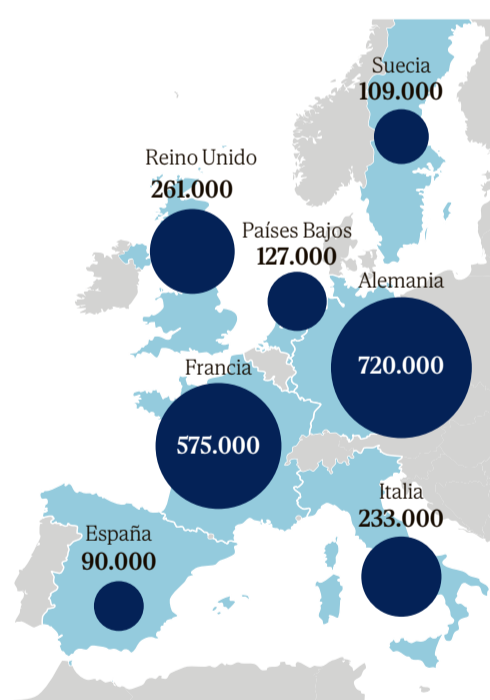 Suecia
109.000
Reino Unido
261.000
Países Bajos
127.000
Alemania
720.000
Francia
575.000
Italia
233.000
España
90.000